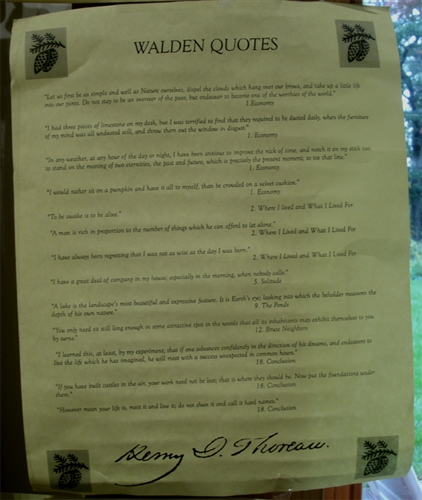 WALDEN QUOTES
"Let us first be as simple and well as Nature ourselves, dispel the clouds which hang over our brows, and take up a little life
into our pores. Do not stay to be an overseer of the poor, but endeavor to become one of the worthies of the world."
1.Economy
"I had three pieces of limestone on my desk, but I was terrified to find that they required to be dusted daily, when the furniture
of my mind was all undusted still, and threw them out the window in disgust."
1. Economy
"In any weather, at any hour of the day or night, I have been anxious to improve the nick of time, and notch it on my stick too;
to stand on the meeting of two eternities, the past and future, which is precisely the present moment; to toe that line."
1. Economy
"I would rather sit on a pumpkin and have it all to myself, than be crowded on a velvet cushion."
1. Economy
"To be awake is to be alive."
2. Where I lived and What I Lived For
"A man is rich in proportion to the number of things which he can afford to let alone."
2. Where I Lived and What I Lived For
"I have always been regretting that I was not as wise as the day I was born."
2. Where I Lived and What I Lived For
"I have a great deal of company in my house; especially in the morning, when nobody calls."
5. Solitude
"A lake is the landscape's most beautiful and expressive feature. It is Earth's eye; looking into which the beholder measures the
depth of his own nature."
9. The Ponds
"You only need sit still long enough in some attractive spot in the woods that all its inhabitants may exhibit themselves to you
by turns."
12. Brute Neighbors
"I learned this, at least, by my experiment; that if one advances confidently in the direction of his dreams, and endeavors to
live the life which he has imagined, he will meet with a success unexpected in common hours."
18. Conclusion
"If you have built castles in the air, your work need not be lost; that is where they should be. Now put the foundations under
them."
18. Conclusion
"However mean your life is, meet it and live it; do not shun it and call it hard names."
18. Conclusion
Henry D. Thoreau.